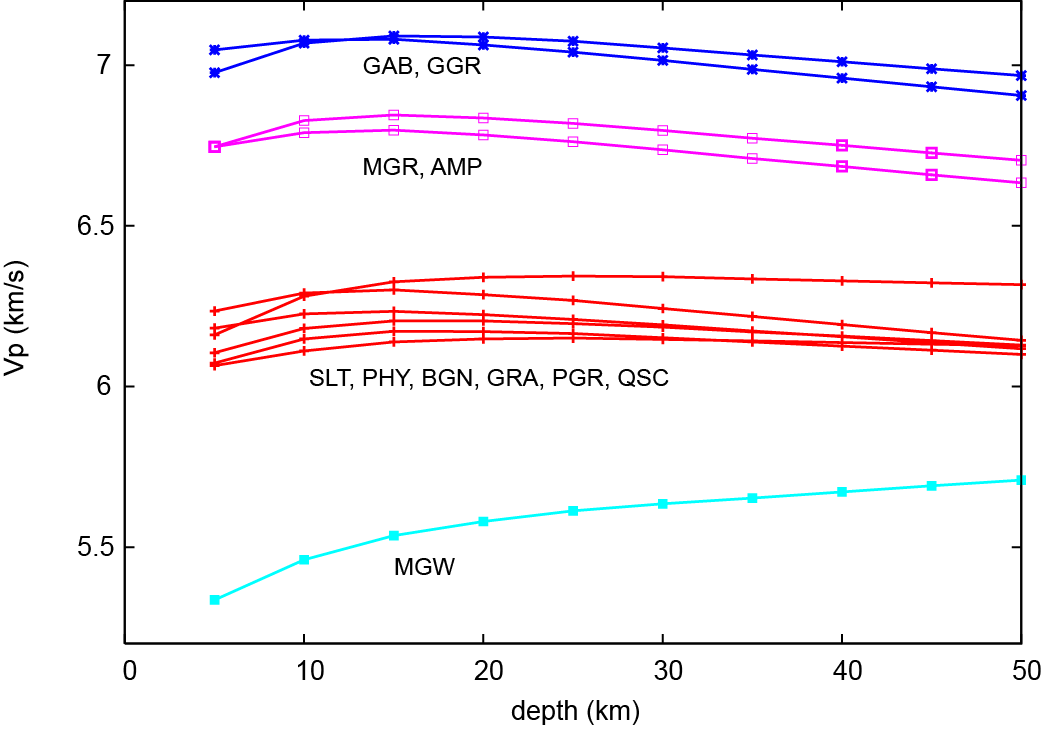 7
GAB, GGR
MGR, AMP
6.5
Vp (km/s)
SLT, PHY, BGN, GRA, PGR, QSC
6
5.5
MGW
0 10 20 30 40 50
depth (km)